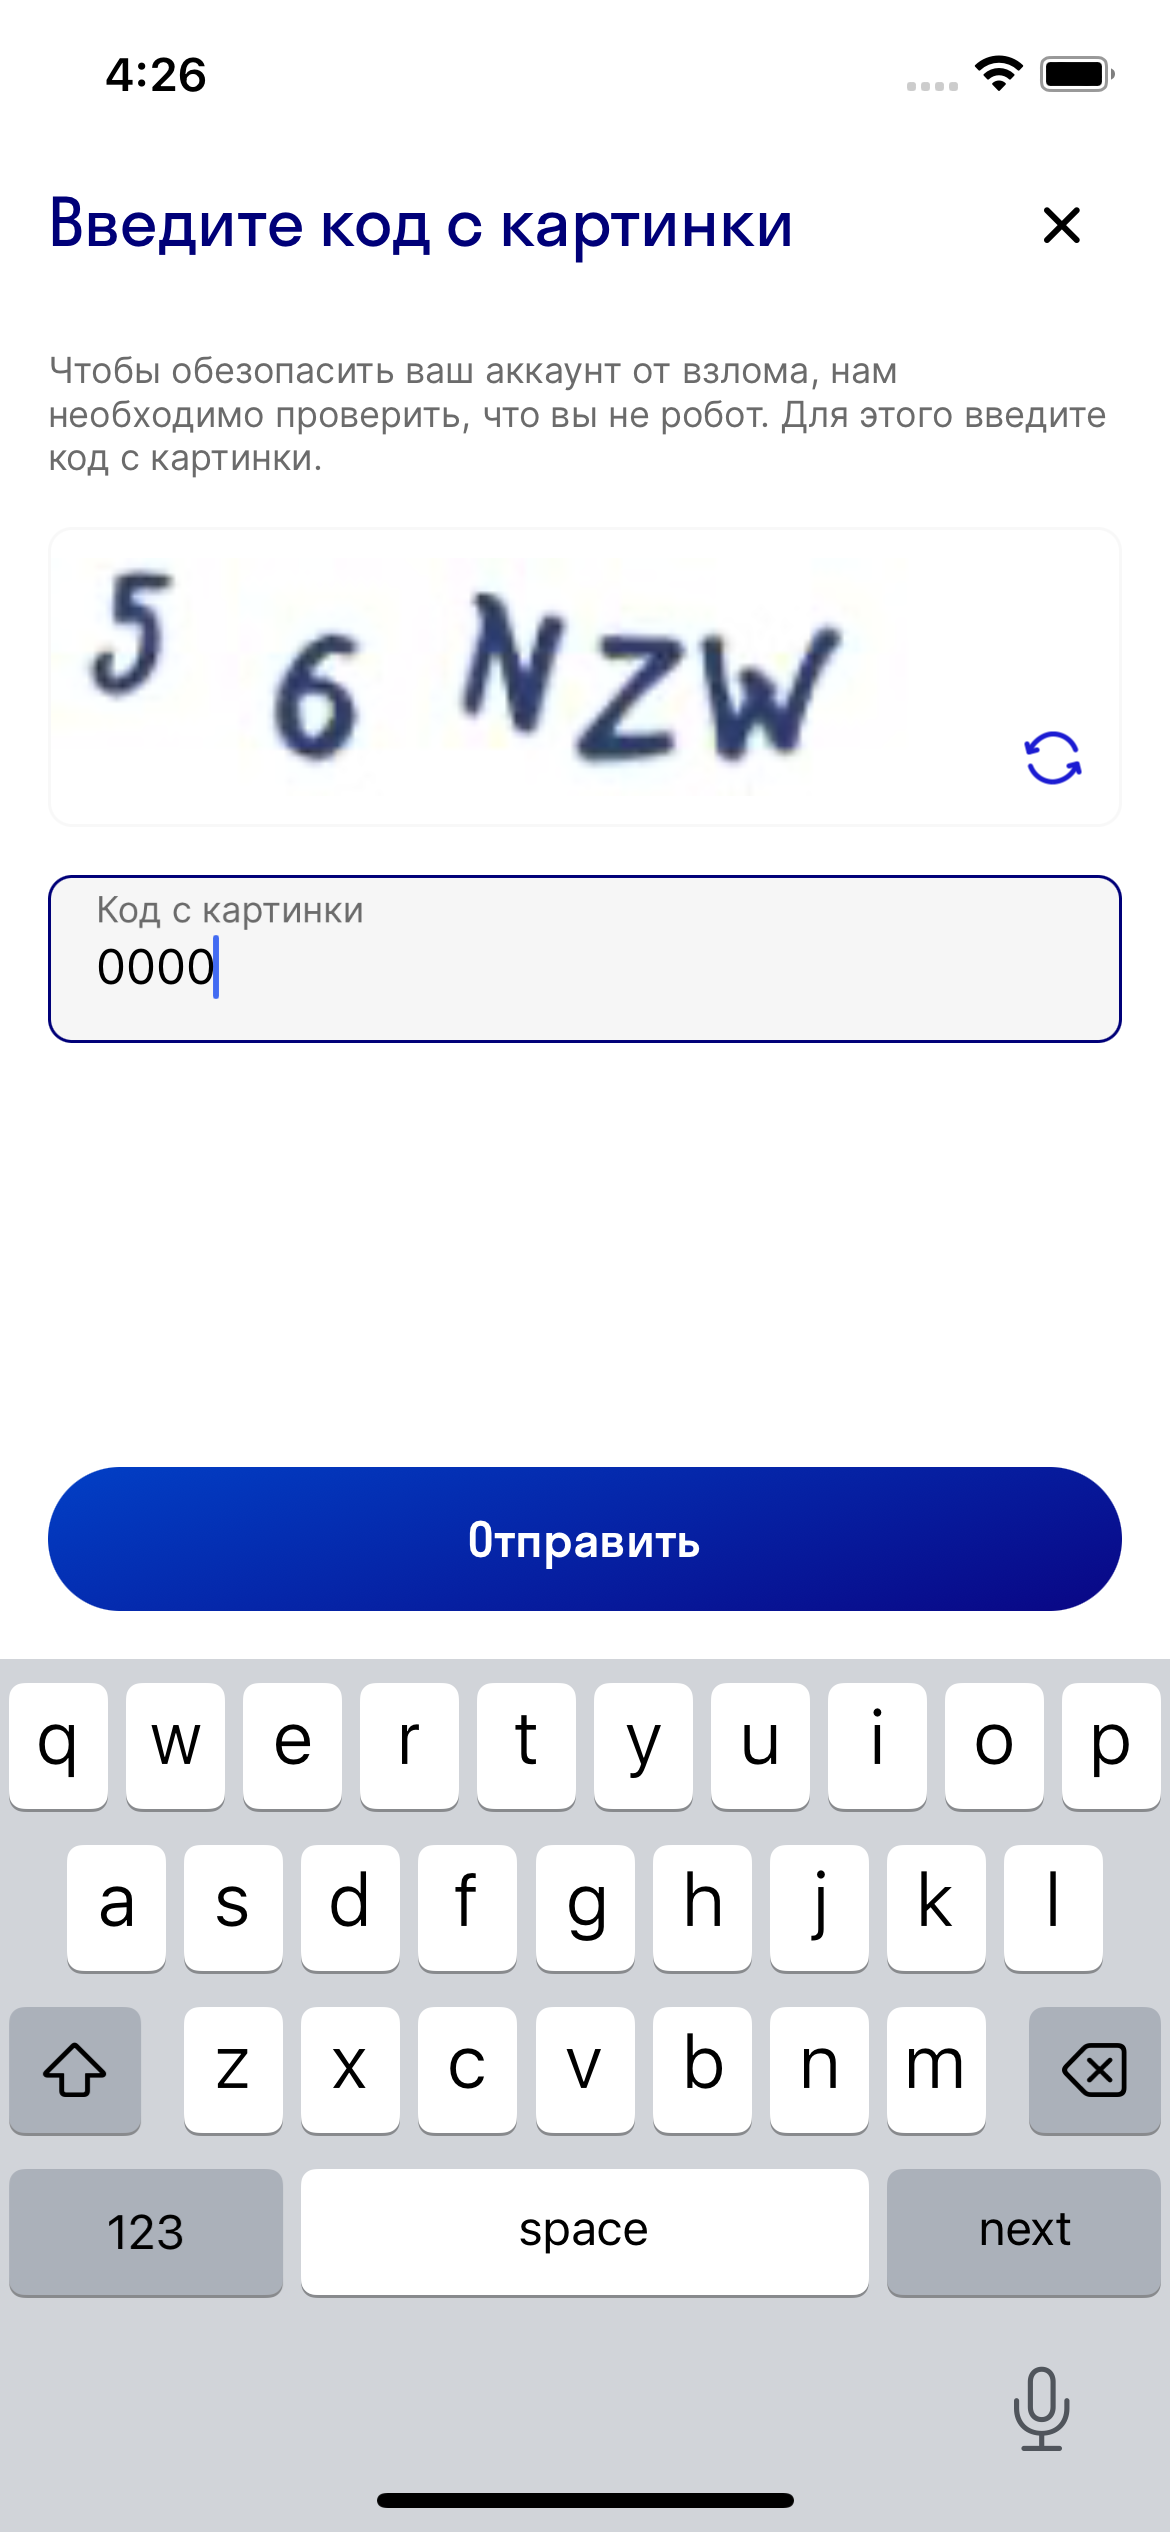 4:26
Введите код с картинки
Чтобы обезопасить ваш аккаунт от взлома, нам
необходимо проверить, что вы не робот. Для этого введите
код с картинки.
5 6 NZW
Код с картинки
0000
Отправить
q w e r t y u i o p
a s d f g h j k l
z x c v b n m
123 space next